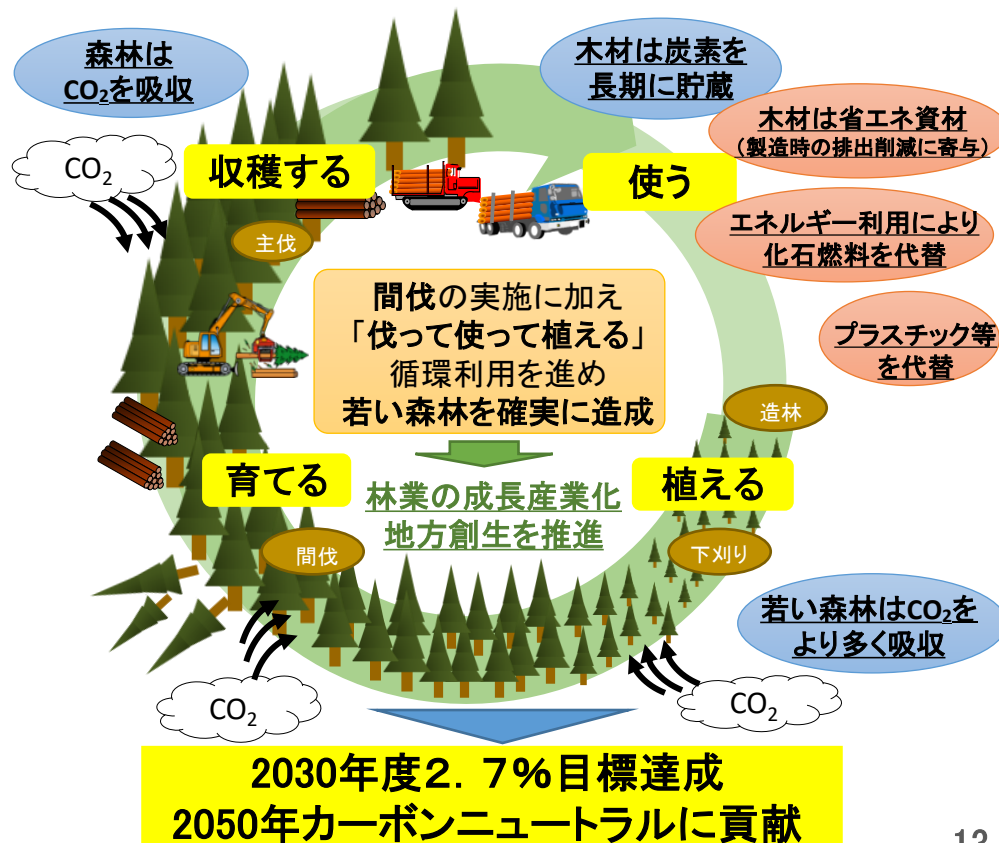 森林は
CO₂を吸収
木材は炭素を
長期に貯蔵
木材は省エネ資材
（製造時の排出削減に寄与）
CO₂
収穫する
使う
エネルギー利用により
化石燃料を代替
主伐
間伐の実施に加え
「伐って使って植える」
循環利用を進め
若い森林を確実に造成
プラスチック等
を代替
造林
育てる
林業の成長産業化
地方創生を推進
植える
間伐
下刈り
若い森林はCO₂を
より多く吸収
CO₂
CO₂
2030年度２．７％目標達成
2050年カーボンニュートラルに貢献